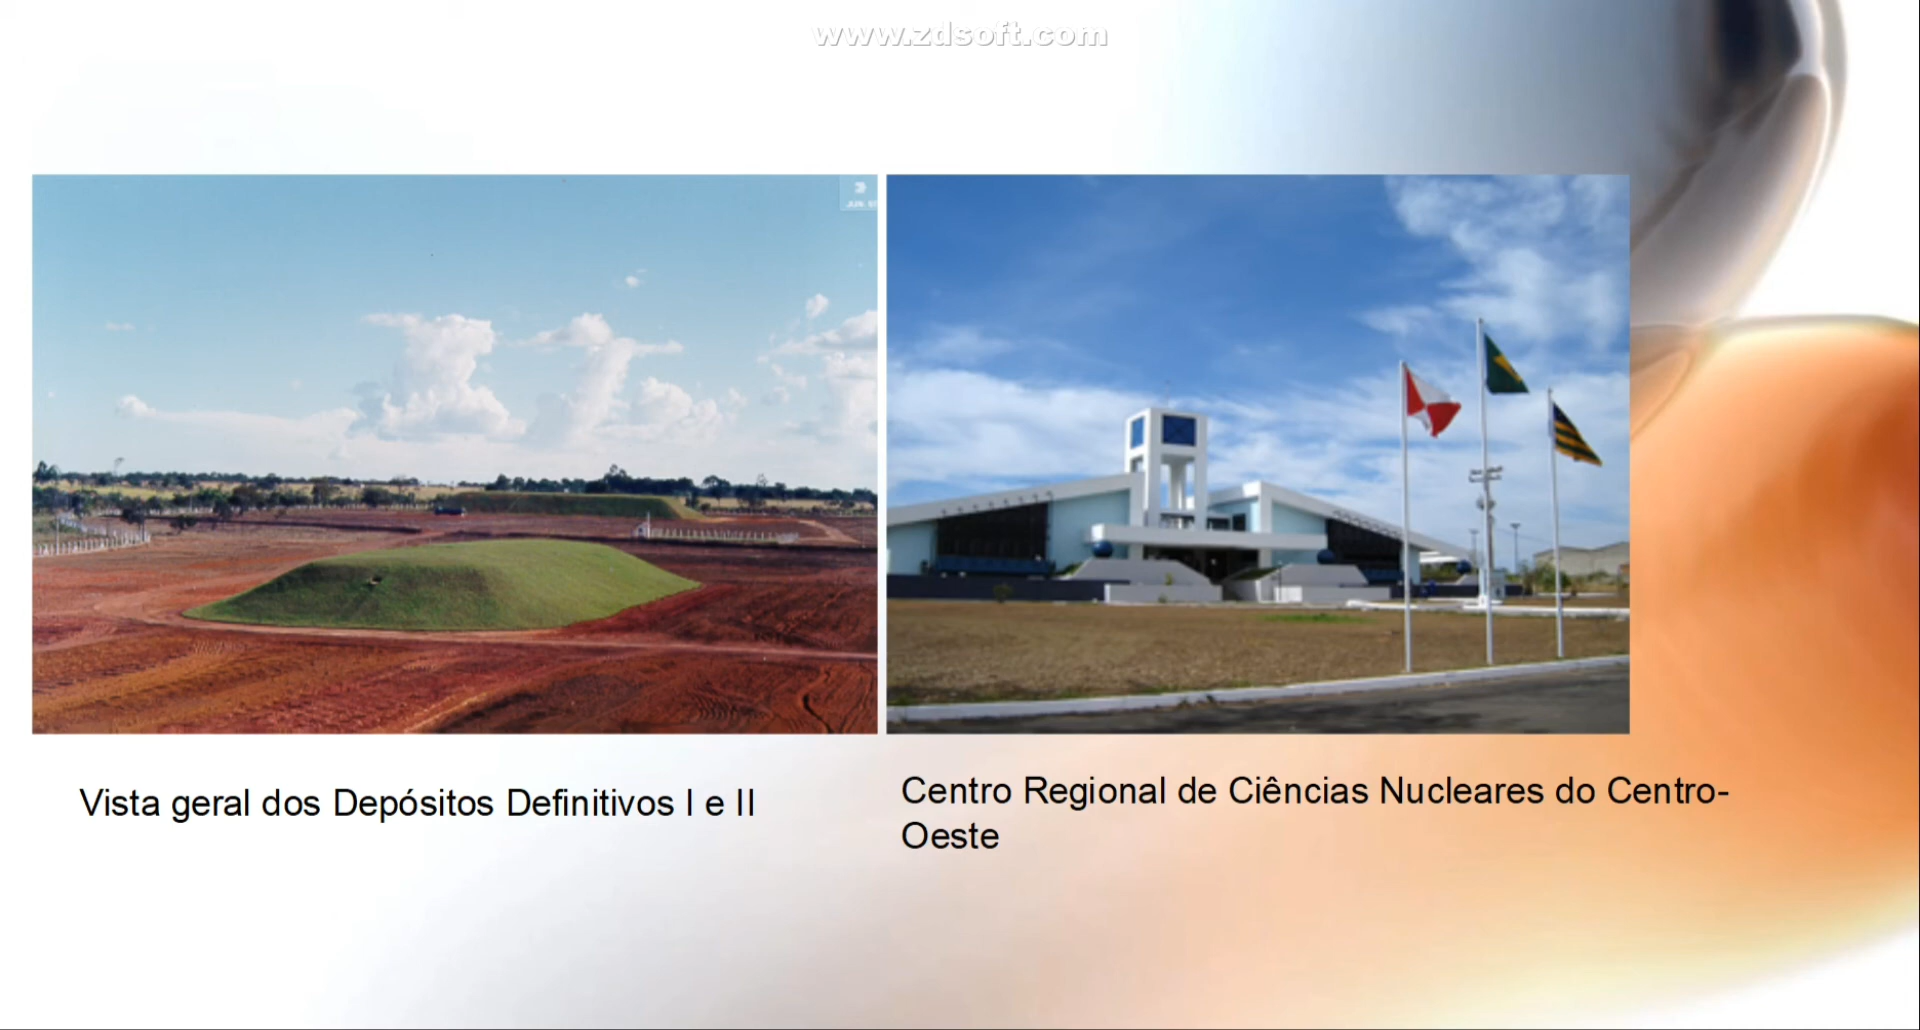 www.zdsoft.com
Vista geral dos Depósitos Definitivos I e II
Centro Regional de Ciências Nucleares do Centro-
Oeste